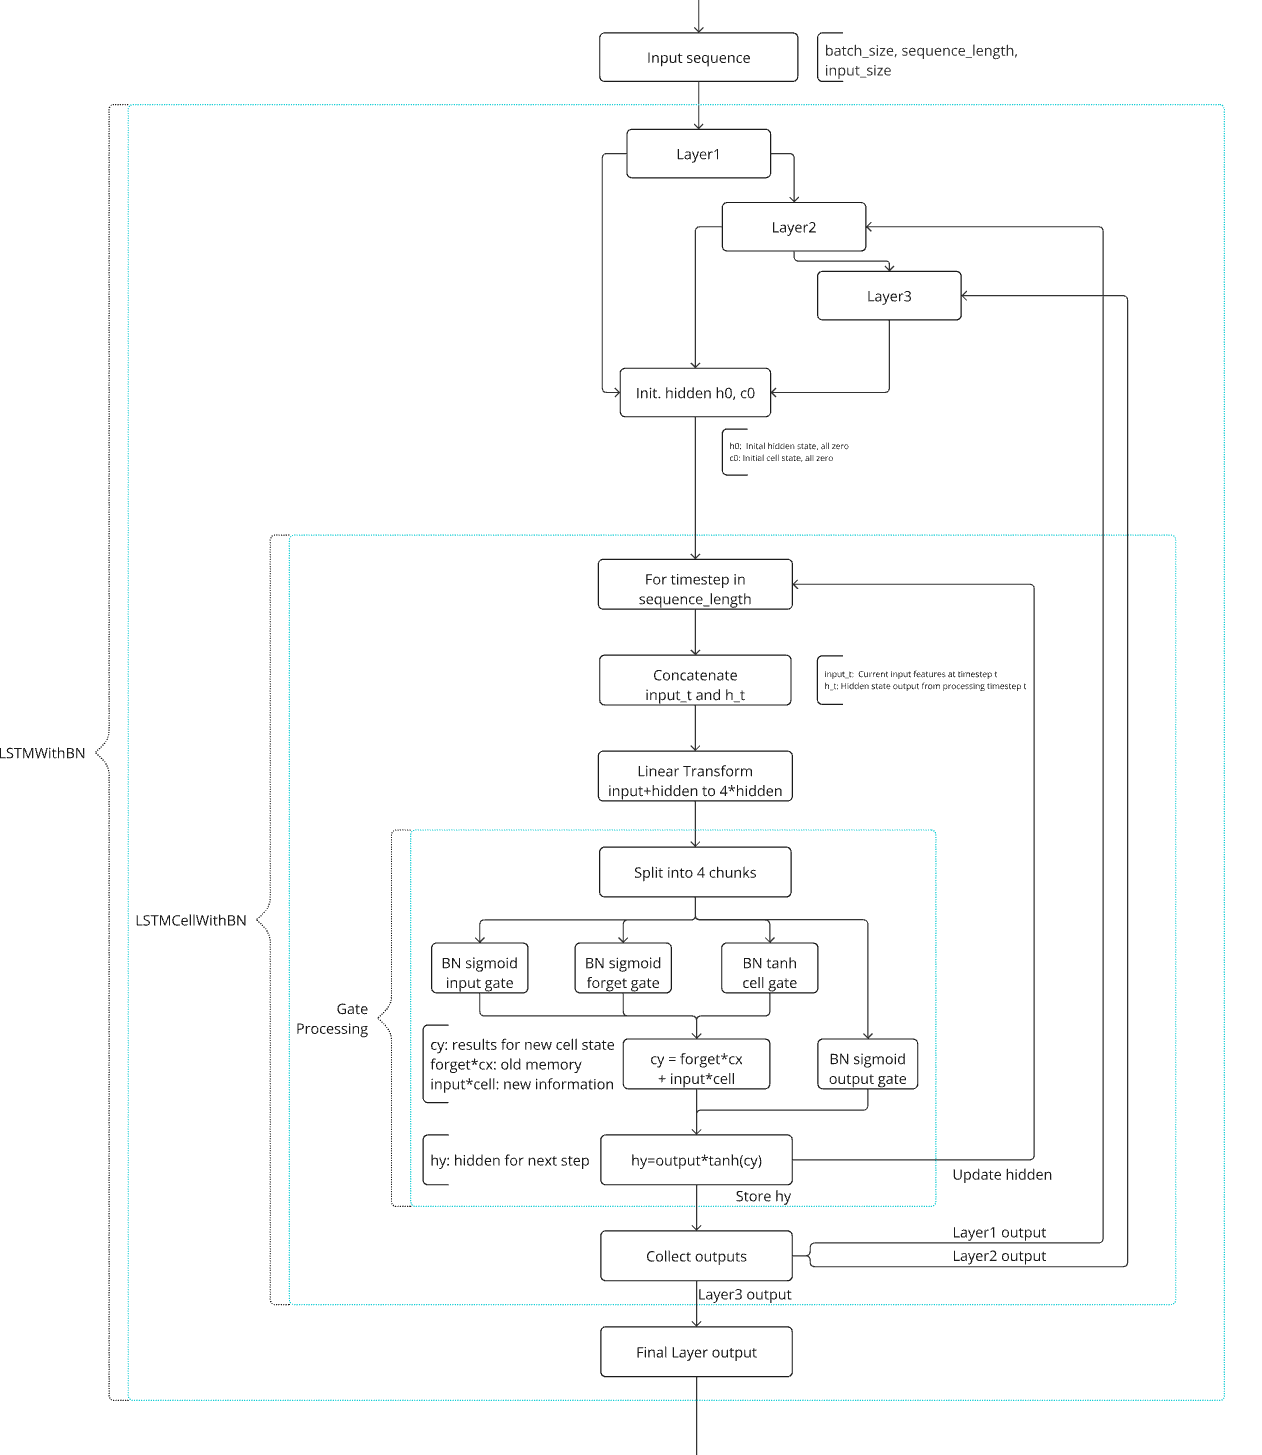 Input sequence
batch_size, sequence_length,
input_size
Layer1
Layer2
Layer3
Init. hidden h0, c0
h0: Inital hidden state, all zero
c0: Initial cell state, all zero
For timestep in
sequence_length
Concatenate
input_t and h_t
input_t: Current input features at timestep t
h_t: Hidden state output from processing timestep t
LSTMWithBN
Linear Transform
input+hidden to 4*hidden
Split into 4 chunks
LSTMCellWithBN
BN sigmoid
input gate
BN sigmoid
forget gate
BN tanh
cell gate
Gate
Processing
cy: results for new cell state
forget*cx: old memory
input*cell: new information
cy = forget*cx
+ input*cell
BN sigmoid
output gate
hy: hidden for next step
hy=output*tanh(cy)
Update hidden
Store hy
Collect outputs
Layer1 output
Layer2 output
Layer3 output
Final Layer output